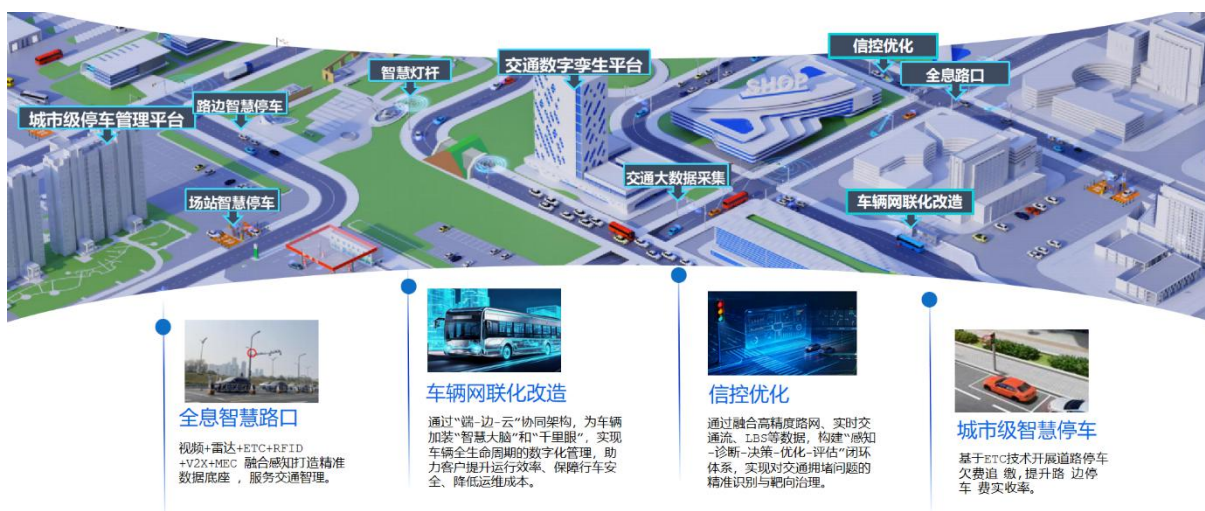 信控优化
智慧灯杆
交通数字孪生平台
全息路口
路边智慧停车
城市级停车管理平台
SHOP
交通大数据采集
场站智慧停车
车辆网联化改造
全息智慧路口
视频+雷达+ETC+RFID
+V2X+MEC 融合感知打造精准
数据底座 ，服务交通智理。
车辆网联化改造
通过“端-边-云”协同架构，为车辆
加装“智慧大脑”和“千里眼”，实现
车辆全生命周期的数字化管理，助
力客户提升运行效率、保障行车安
全、降低运维成本。
信控优化
通过融合高精度路网、实时交
通流、LBS等数据，构建“感知
-诊断-决策-优化-评估”闭环
体系，实现对交通拥堵问题的
精准识别与靶向治理。
城市级智慧停车
基于ETC技术开展道路停车
欠费追 缴,提升路 边停
车 费实收率。